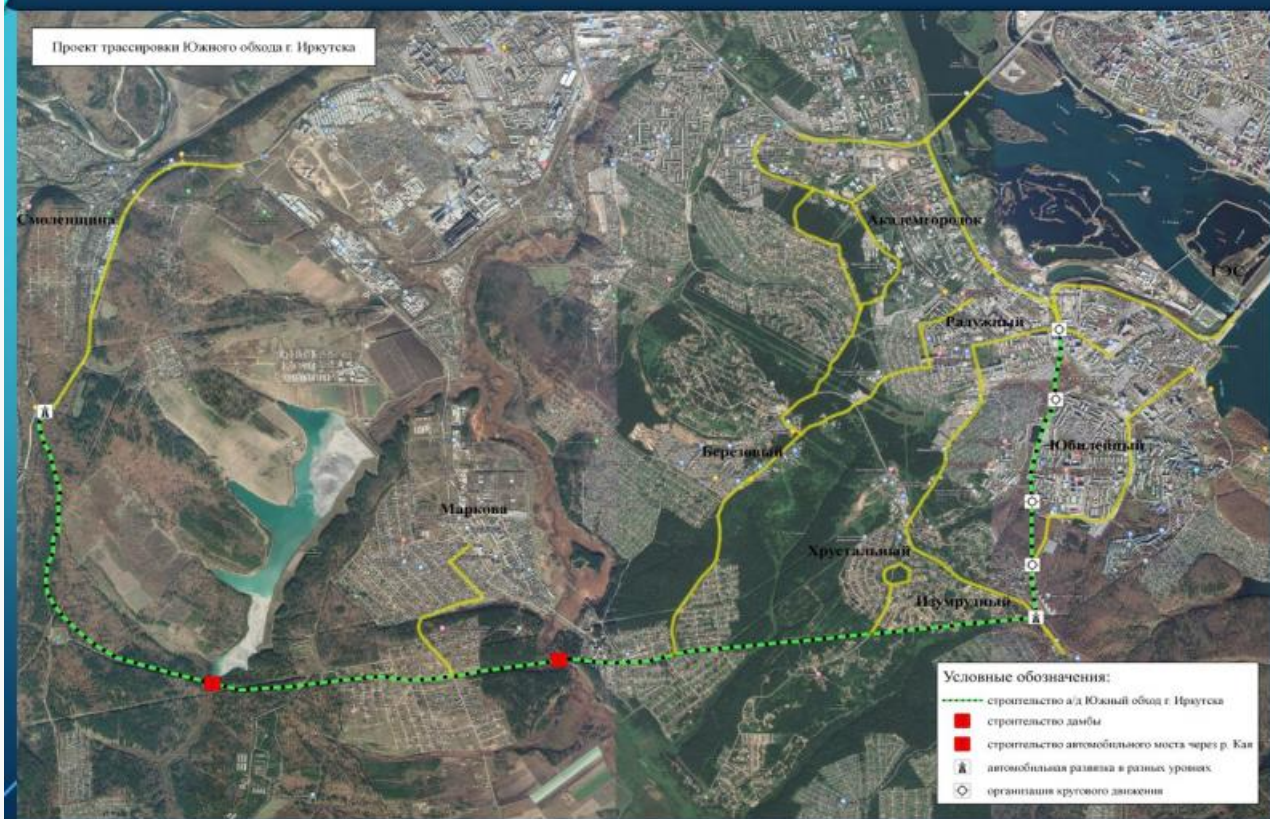 Проект трассировки Южного обхода г. Иркутска
Смоленщина
Академгородок
ГЭС
Радужный
Юбилейный
Березовый
Маркова
Хрустальный
Изумрудный
Условные обозначения:
строительство а/д Южный обход г. Иркутска
строительство дамбы
строительство автомобильного моста через р. Кая
автомобильная развязка в разных уровнях
организация кругового движения